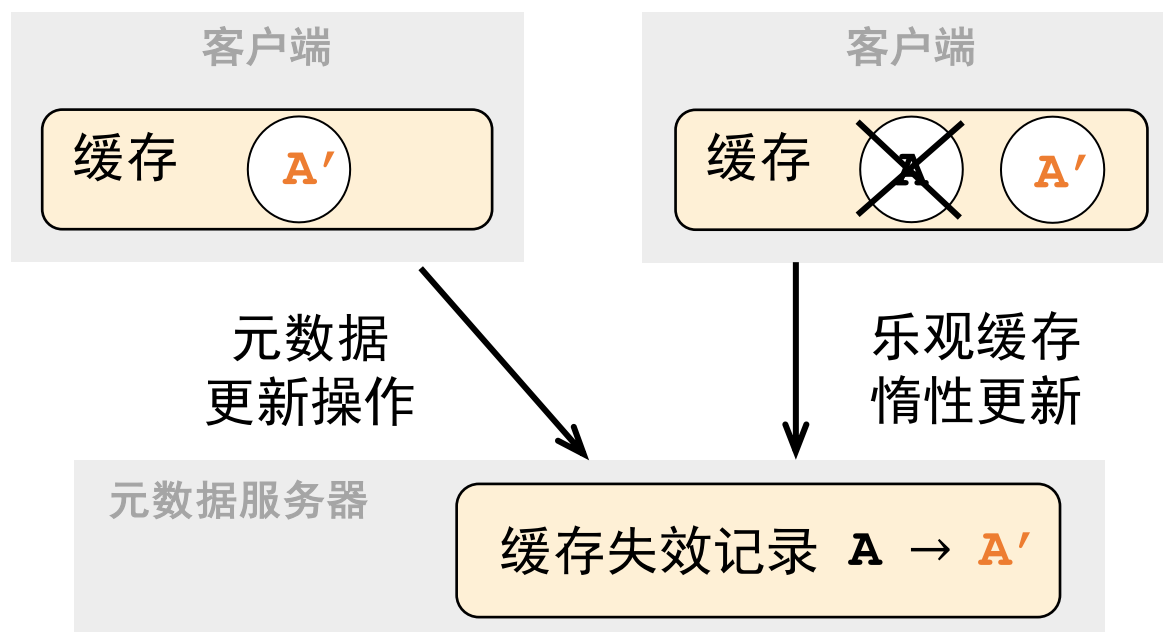 客户端
缓存 A′
客户端
缓存 A A′
元数据
更新操作
乐观缓存
惰性更新
元数据服务器
缓存失效记录 A → A′